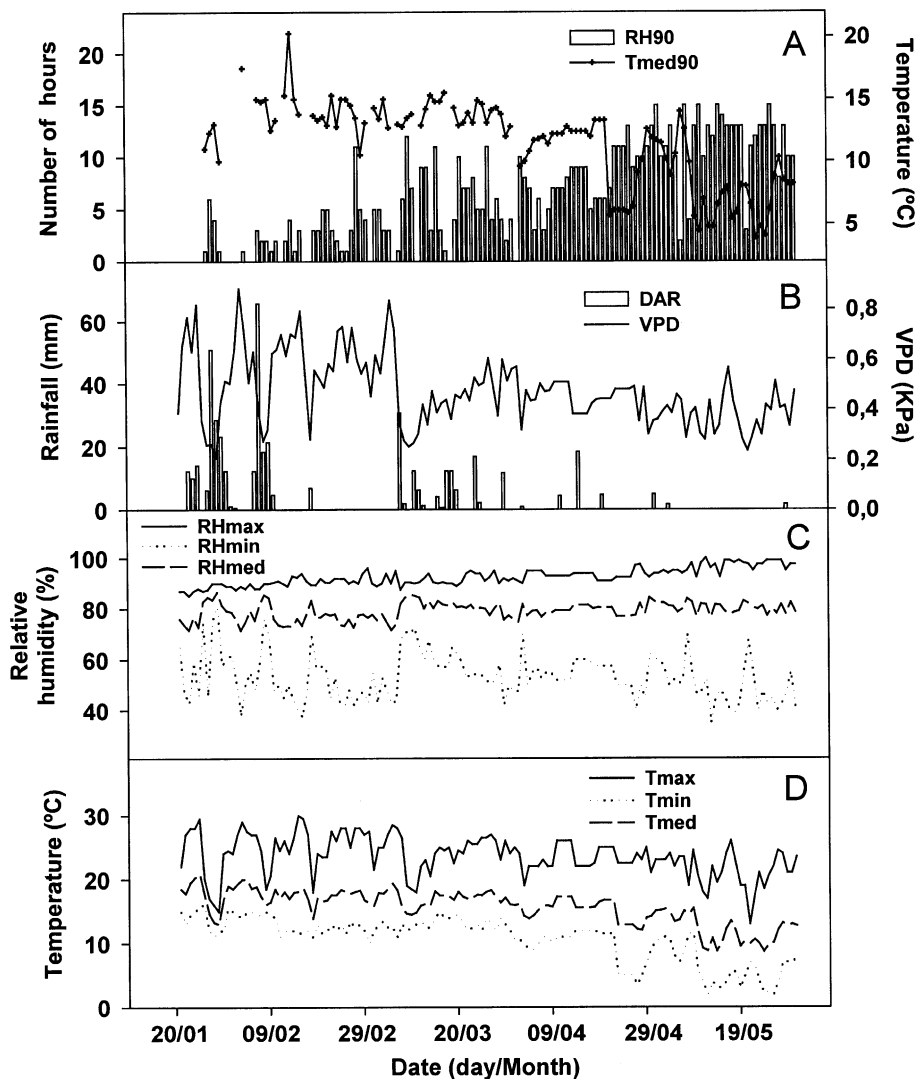 A
RH90
Tmed90
Number of hours
20
15
10
5
0
Temperature (ºC)
20
15
10
5
B
DAR
VPD
Rainfall (mm)
60
40
20
0
VPD (KPa)
0,8
0,6
0,4
0,2
0,0
C
RHmax
RHmin
RHmed
Relative
humidity (%)
100
80
60
40
D
Tmax
Tmin
Tmed
Temperature (ºC)
30
20
10
0
20/01 09/02 29/02 20/03 09/04 29/04 19/05
Date (day/Month)